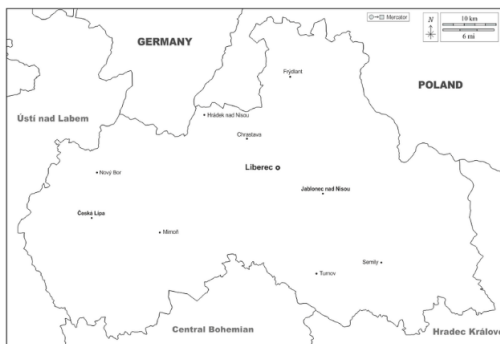 Mercator
N
10 km
6 mi
GERMANY
POLAND
Frýdlant
Ústí nad Labem
Hrádek nad Nisou
Chrastava
Liberec
Nový Bor
Jablonec nad Nisou
Česká Lípa
Mimoň
Semily
Turnov
Central Bohemian
Hradec Králové